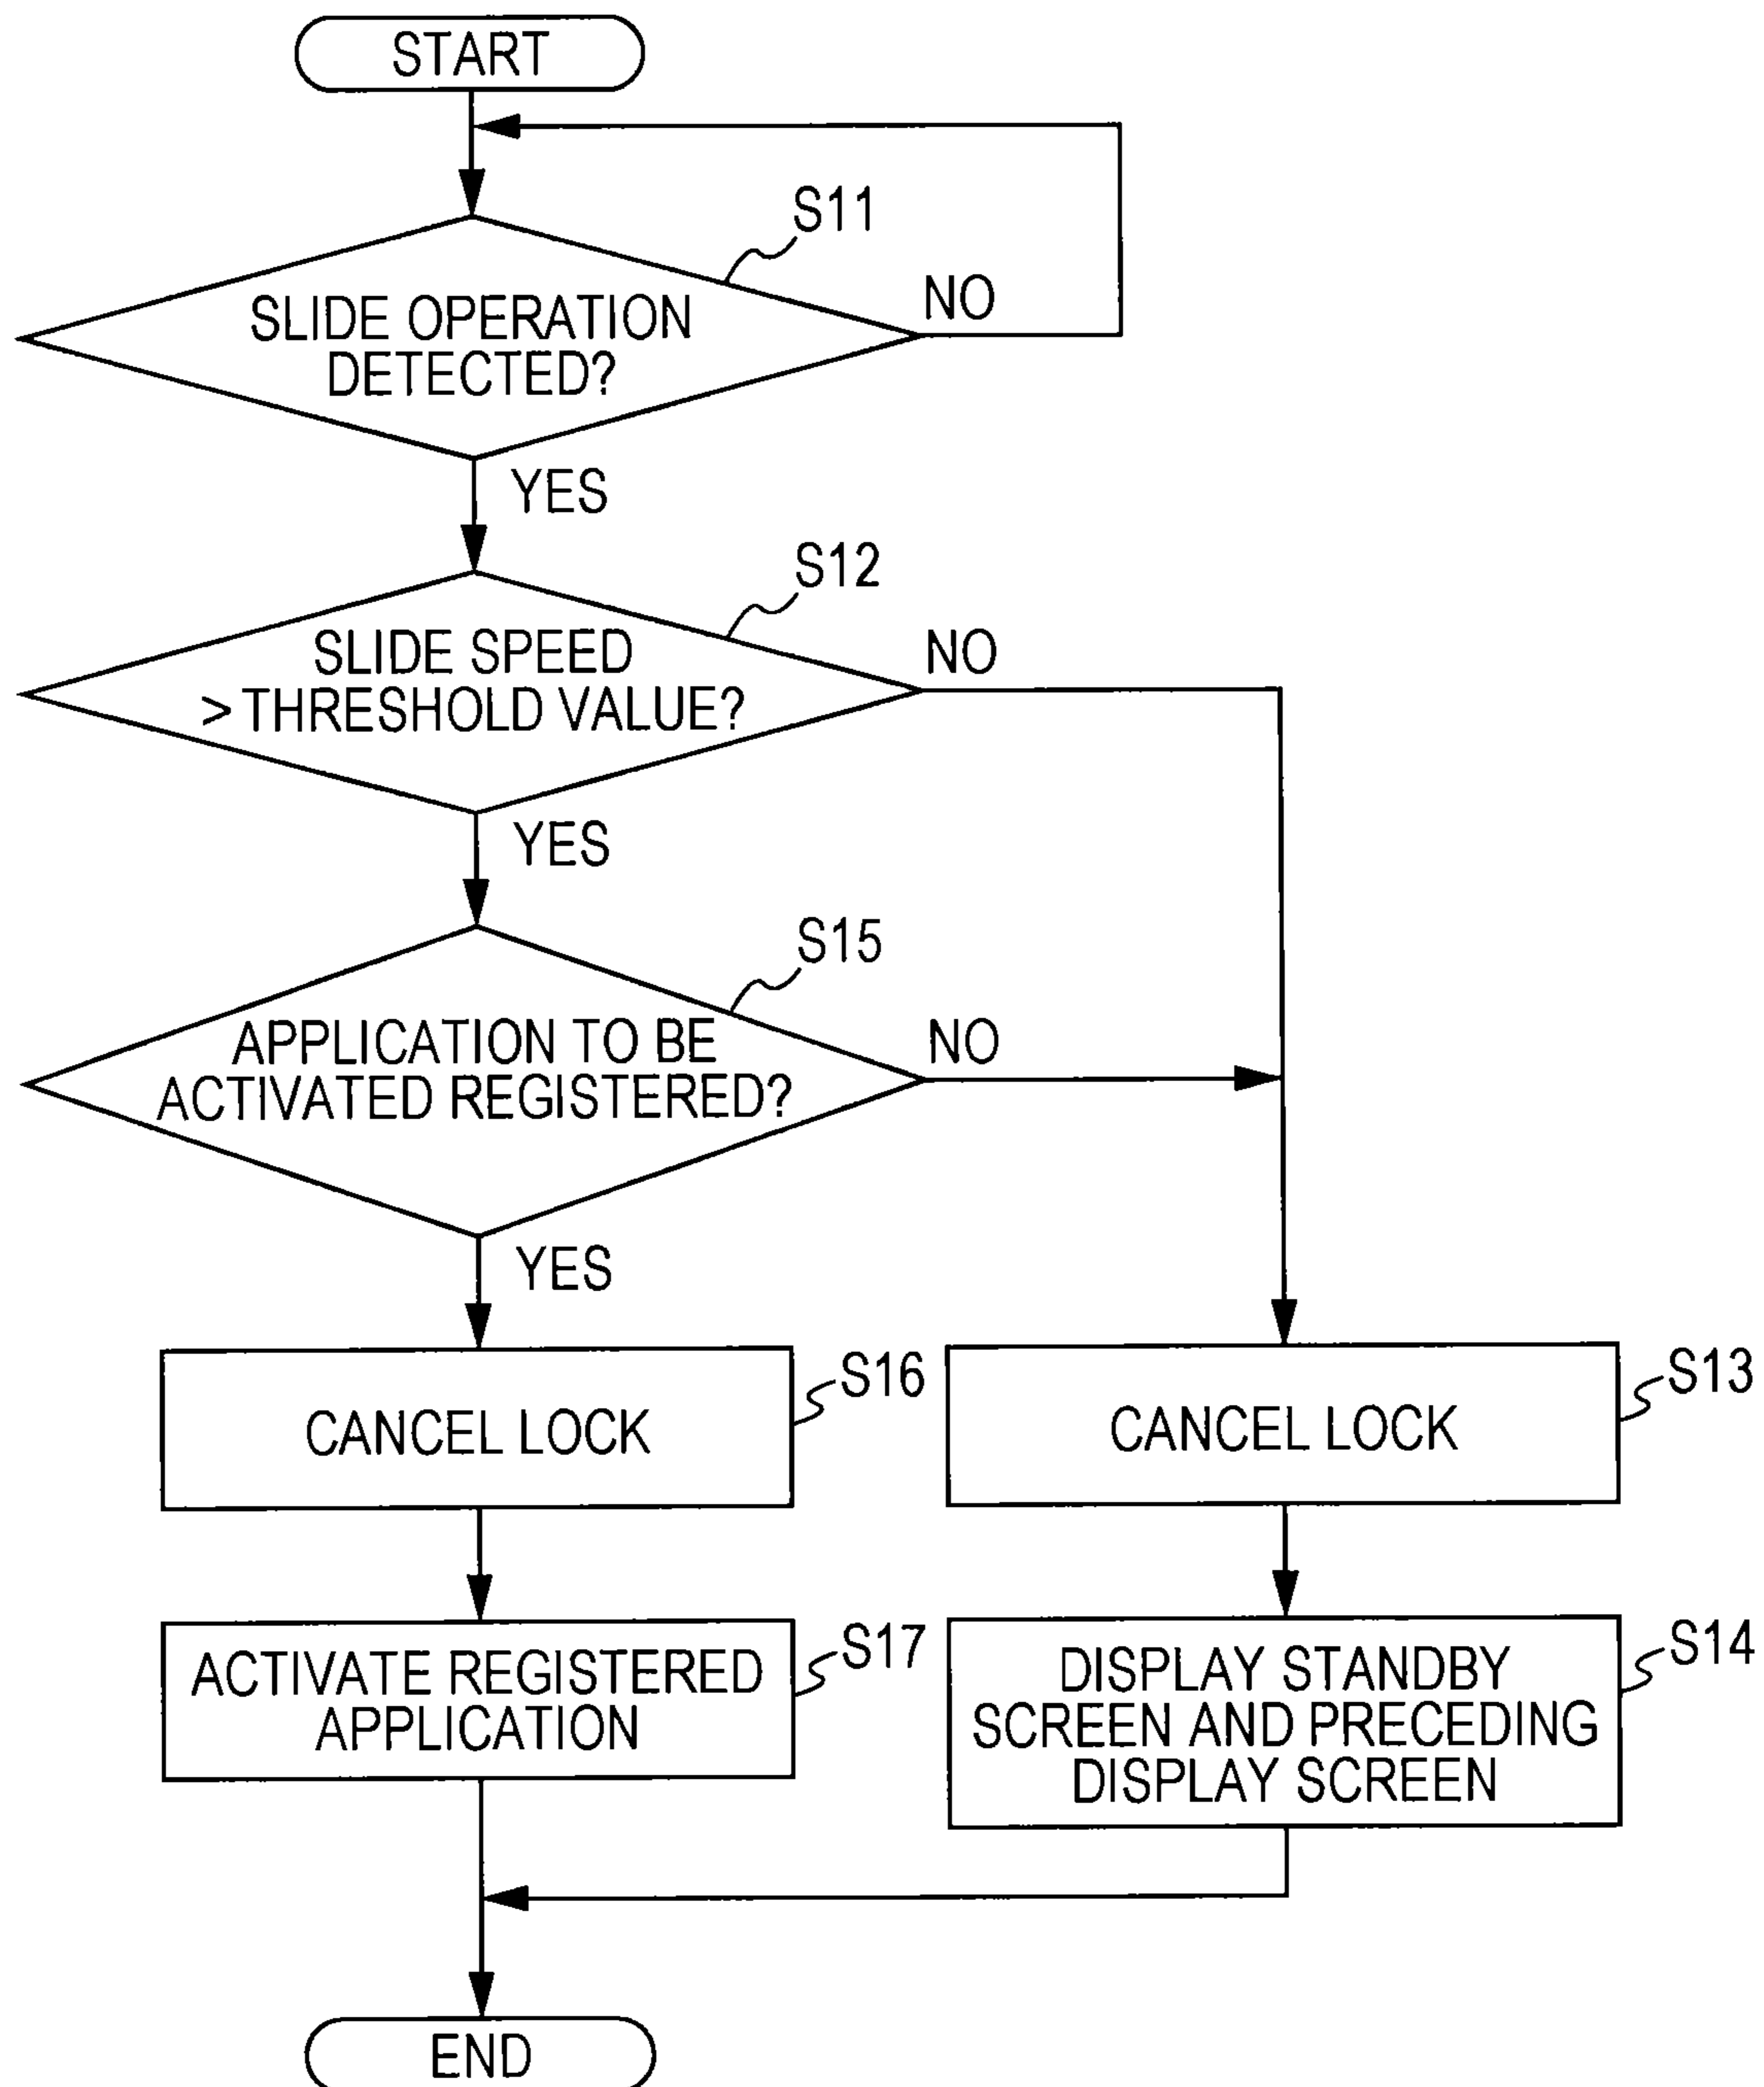 START
S11
SLIDE OPERATION
DETECTED?
NO
YES
S12
SLIDE SPEED
> THRESHOLD VALUE?
NO
YES
S15
APPLICATION TO BE
ACTIVATED REGISTERED?
NO
YES
S16
CANCEL LOCK
S13
CANCEL LOCK
S17
ACTIVATE REGISTERED
APPLICATION
S14
DISPLAY STANDBY
SCREEN AND PRECEDING
DISPLAY SCREEN
END